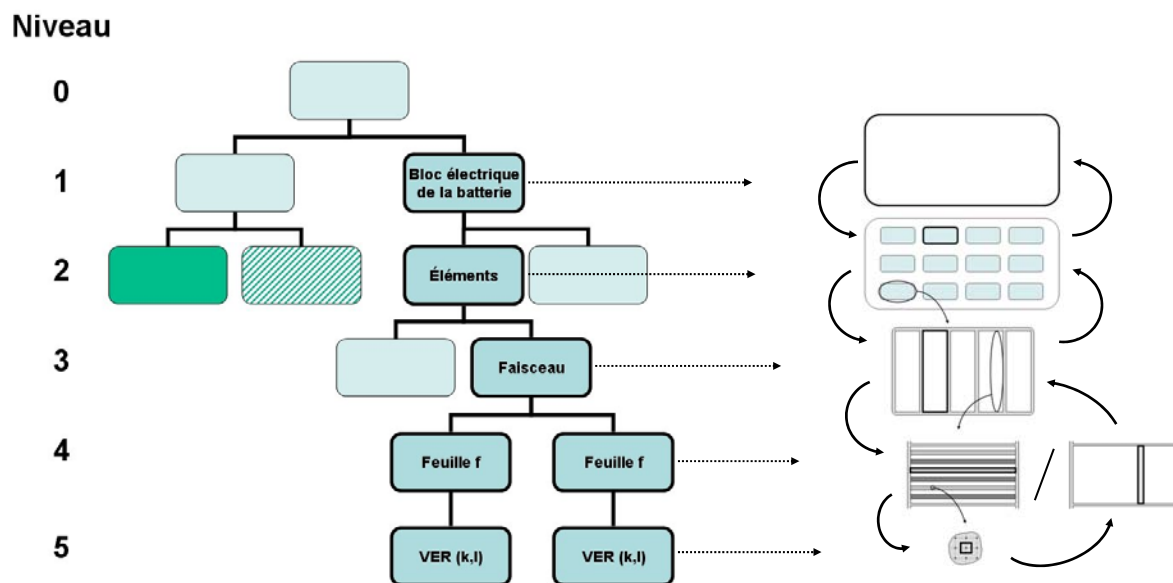 Niveau
0
1
Bloc électrique
de la batterie
2
Éléments
3
Faisceau
4
Feuille f
Feuille f
5
VER (k,l)
VER (k,l)